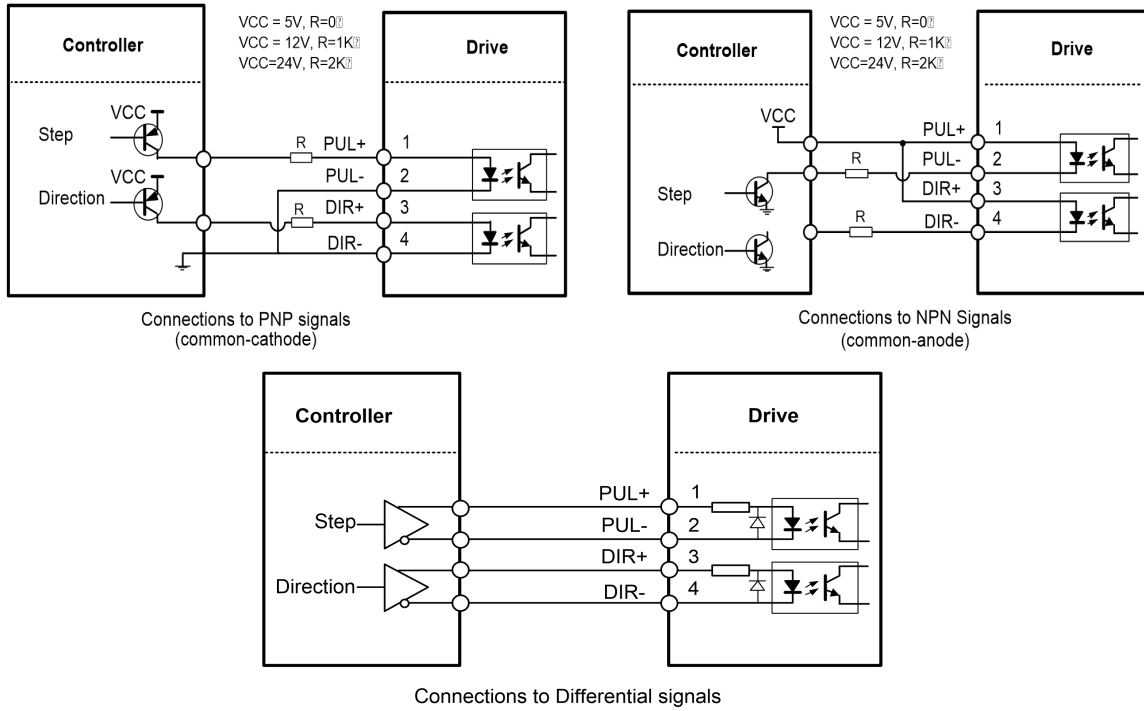 VCC = 5V, R=0
VCC = 12V, R=1K
VCC=24V, R=2K
Controller
Drive
VCC
Step
R
PUL+
1
VCC
PUL-
2
Direction
R
DIR+
3
DIR-
4
Connections to PNP signals
(common-cathode)
VCC = 5V, R=0
VCC = 12V, R=1K
VCC=24V, R=2K
Controller
Drive
VCC
PUL+
1
R
PUL-
2
Step
DIR+
3
R
Direction
DIR-
4
Connections to NPN Signals
(common-anode)
Controller
Drive
PUL+
1
Step
PUL-
2
DIR+
3
Direction
DIR-
4
Connections to Differential signals